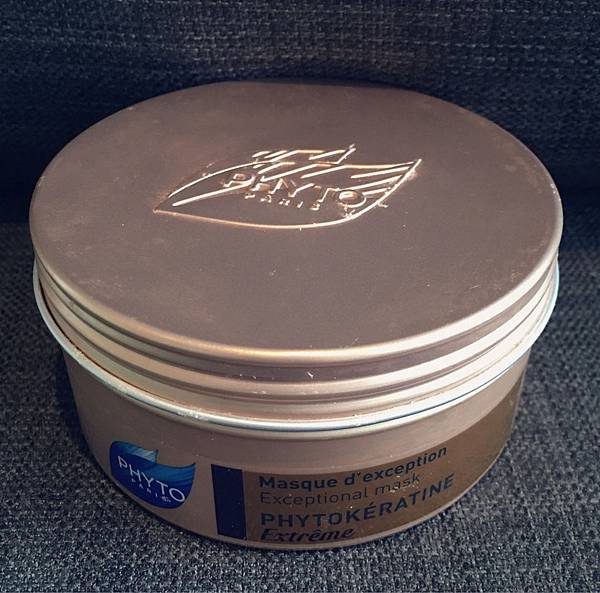 PHYTO
PARIS
PHYTO
PARIS
Masque d'exception
Exceptional mask
PHYTOKÉRATINE
Extrême